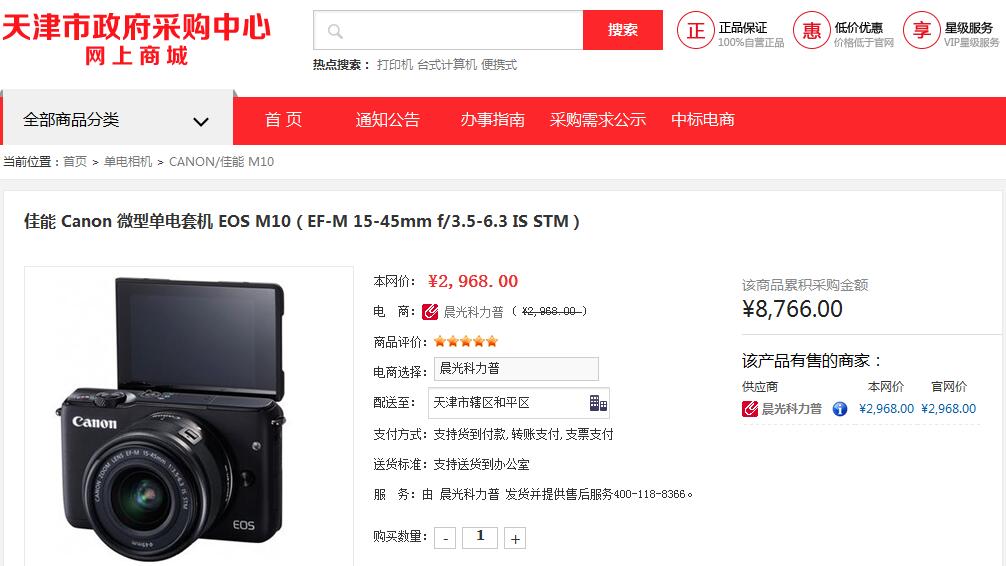 天津市政府采购中心
网上商城
搜索
热点搜索： 打印机 台式计算机 便携式
正 正品保证
100%自营正品
惠 低价优惠
价格低于官网
享 星级服务
VIP星级服务
全部商品分类
首 页 通知公告 办事指南 采购需求公示 中标电商
当前位置：首页 > 单电相机 > CANON/佳能 M10
佳能 Canon 微型单电套机 EOS M10 ( EF-M 15-45mm f/3.5-6.3 IS STM )
Canon
CANON ZOOM LENS EF-M 15-45mm 1:3.5-6.3 IS STM
EOS
本网价： ¥2,968.00
电 商： 晨光科力普 ( ¥2,968.00 )
商品评价：
电商选择： 晨光科力普
配送至： 天津市辖区和平区
支付方式：支持货到付款,转账支付,支票支付
送货标准：支持送货到办公室
服 务：由 晨光科力普 发货并提供售后服务400-118-8366。
购买数量： - 1 +
该商品累积采购金额
¥8,766.00
该产品有售的商家：
供应商 本网价 官网价
晨光科力普 ¥2,968.00 ¥2,968.00